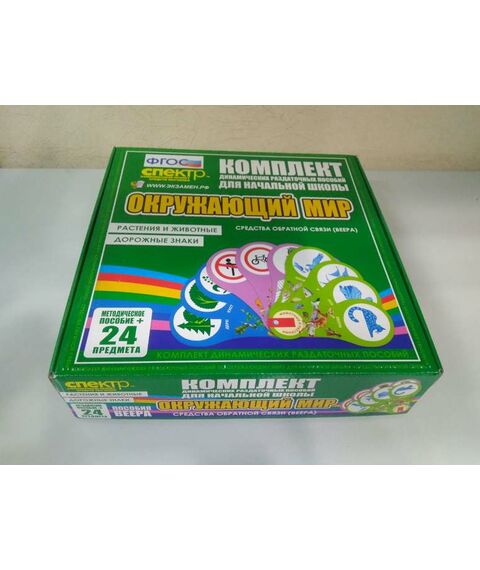 ФГОС
Спектр
WWW.ЭКЗАМЕН.РФ
КОМПЛЕКТ
ДИНАМИЧЕСКИХ РАЗДАТОЧНЫХ ПОСОБИЙ
ДЛЯ НАЧАЛЬНОЙ ШКОЛЫ
ОКРУЖАЮЩИЙ МИР
РАСТЕНИЯ И ЖИВОТНЫЕ
ДОРОЖНЫЕ ЗНАКИ
СРЕДСТВА ОБРАТНОЙ СВЯЗИ (ВЕЕРА)
МЕТОДИЧЕСКОЕ
ПОСОБИЕ +
24
ПРЕДМЕТА
КОМПЛЕКТ ДИНАМИЧЕСКИХ РАЗДАТОЧНЫХ ПОСОБИЙ
Спектр
РАСТЕНИЯ И ЖИВОТНЫЕ
ДОРОЖНЫЕ ЗНАКИ
24
ПОСОБИЯ
ВЕЕРА
КОМПЛЕКТ
ДИНАМИЧЕСКИХ РАЗДАТОЧНЫХ ПОСОБИЙ
ДЛЯ НАЧАЛЬНОЙ ШКОЛЫ
ОКРУЖАЮЩИЙ МИР
СРЕДСТВА ОБРАТНОЙ СВЯЗИ (ВЕЕРА)